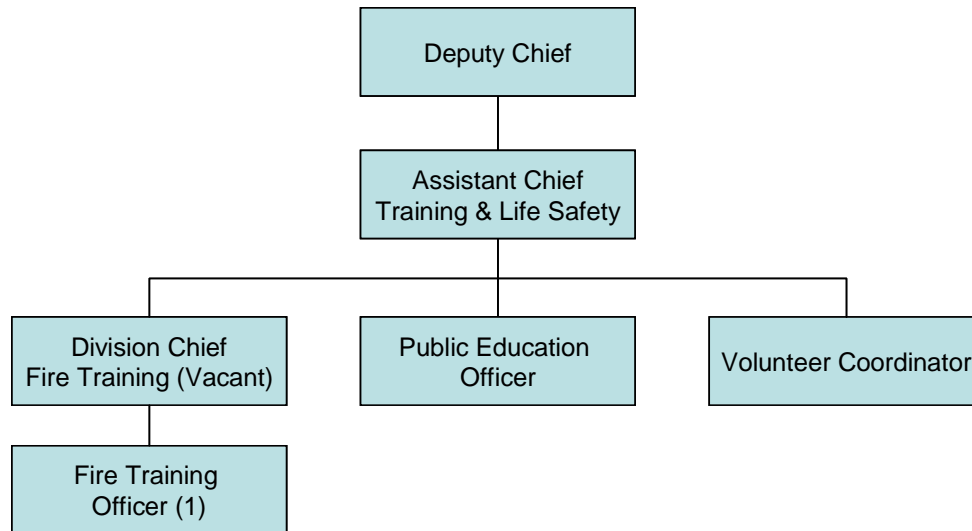 Deputy Chief
Assistant Chief
Training & Life Safety
Division Chief
Fire Training (Vacant)
Public Education
Officer
Volunteer Coordinator
Fire Training
Officer (1)